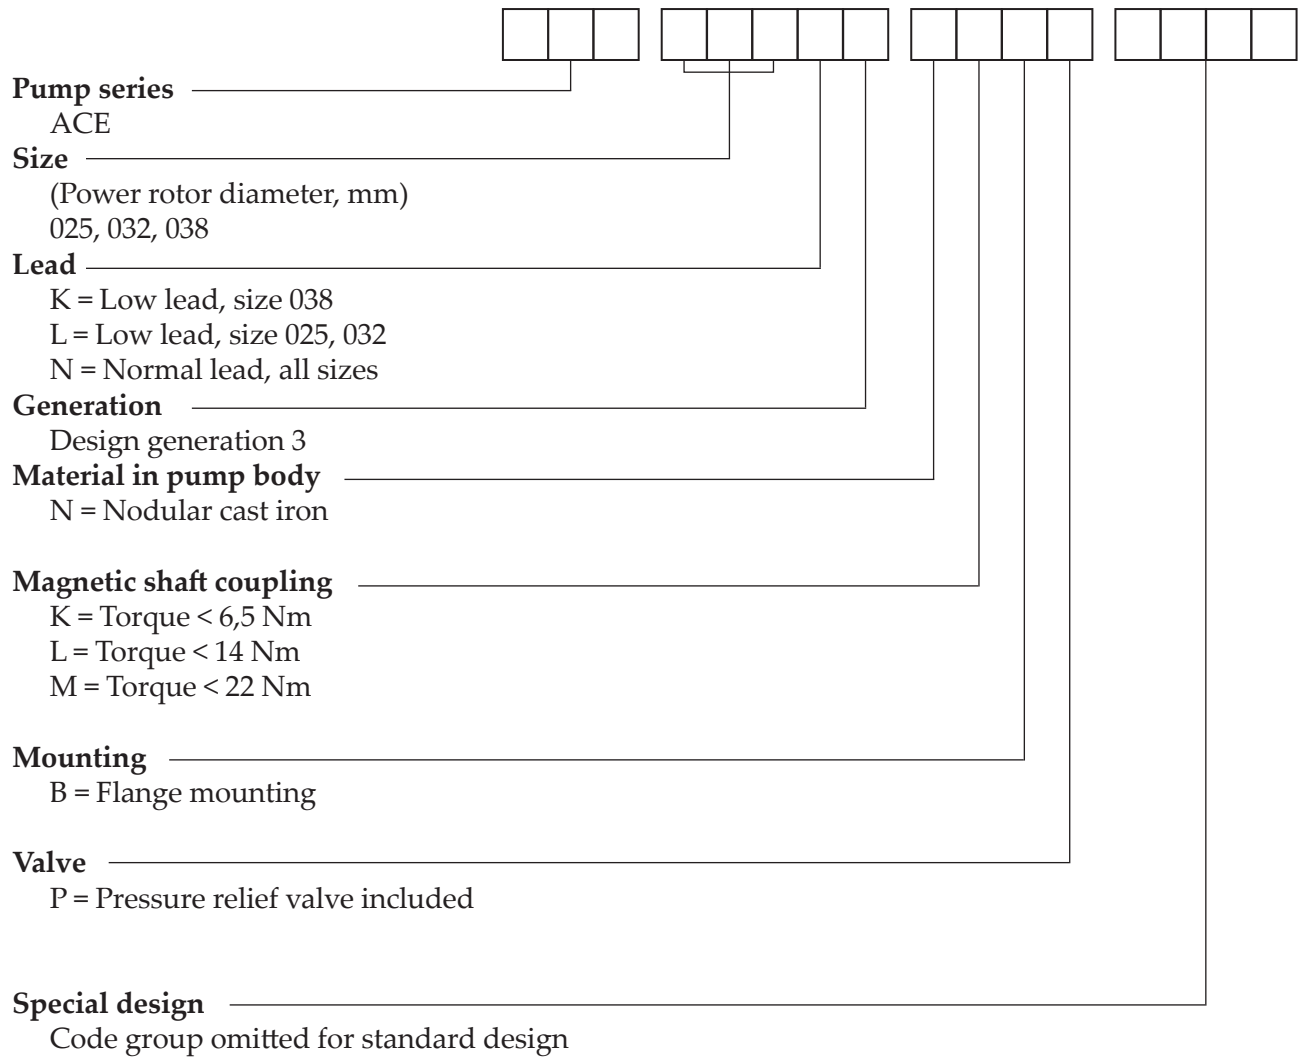 Pump series
ACE
Size
(Power rotor diameter, mm)
025, 032, 038
Lead
K = Low lead, size 038
L = Low lead, size 025, 032
N = Normal lead, all sizes
Generation
Design generation 3
Material in pump body
N = Nodular cast iron
Magnetic shaft coupling
K = Torque < 6,5 Nm
L = Torque < 14 Nm
M = Torque < 22 Nm
Mounting
B = Flange mounting
Valve
P = Pressure relief valve included
Special design
Code group omitted for standard design